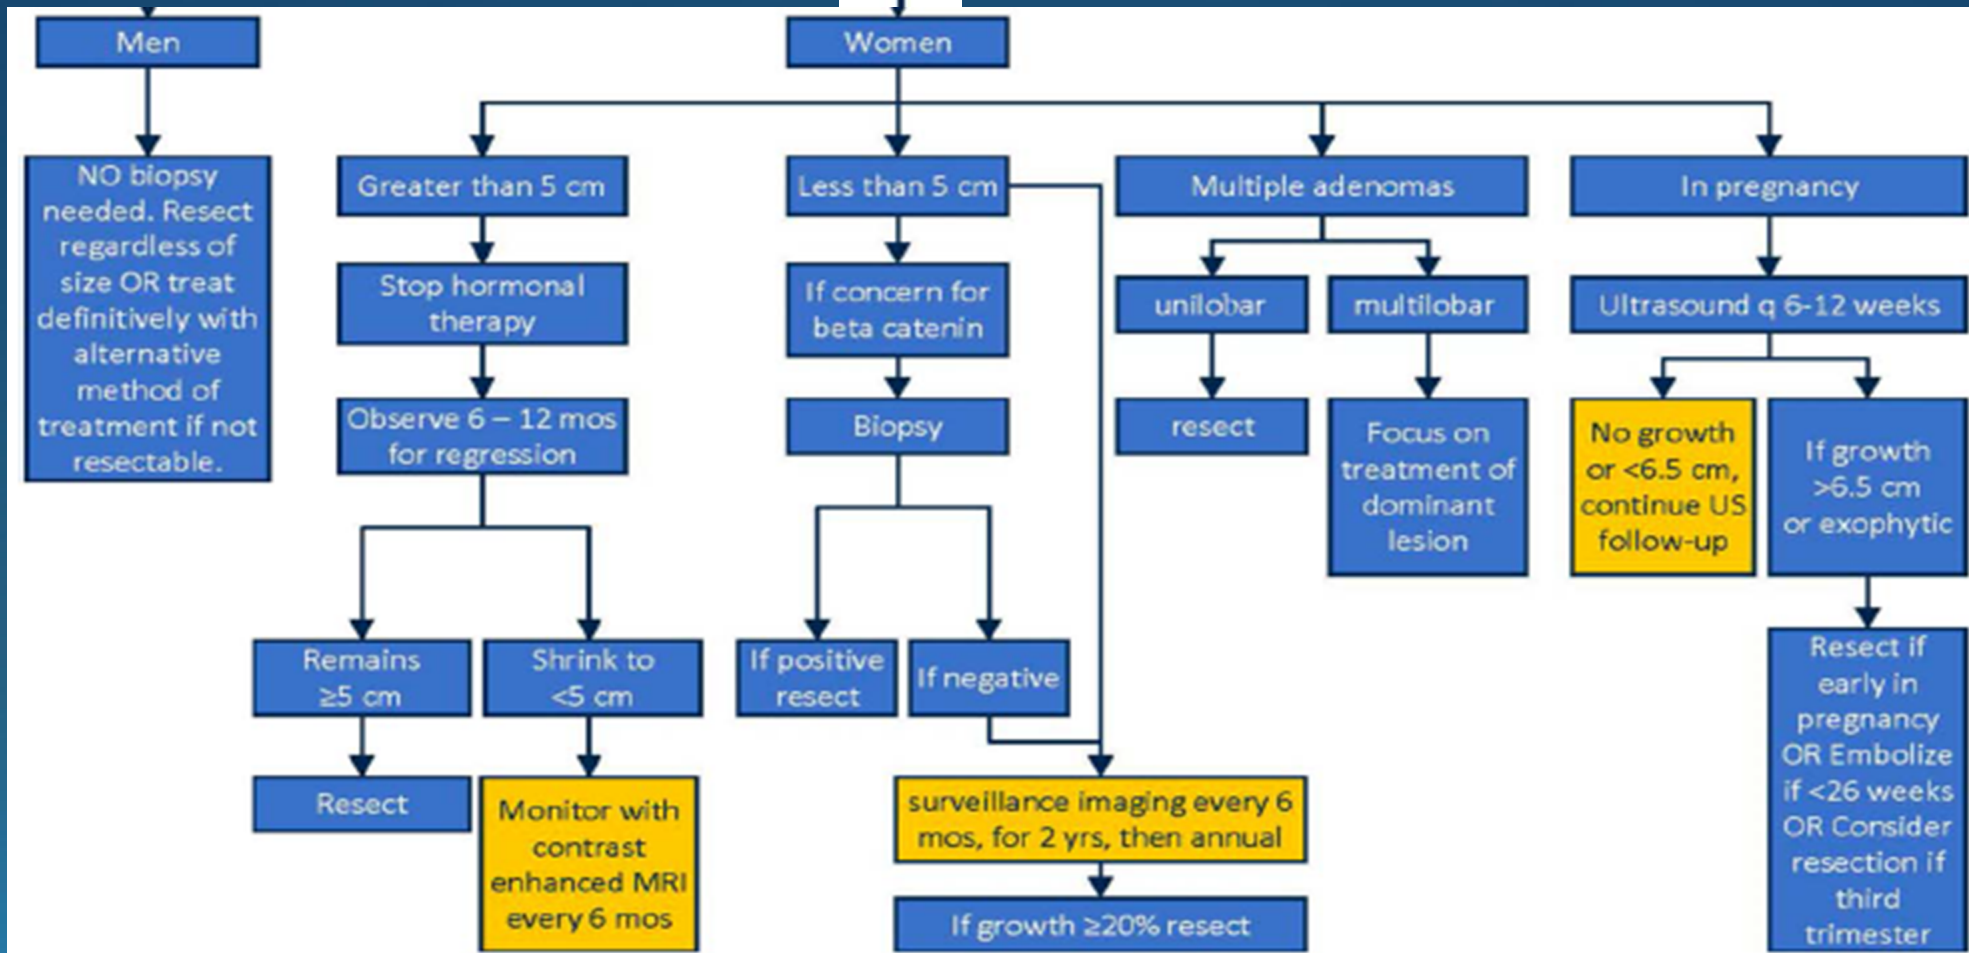 Men
Women
NO biopsy
needed. Resect
regardless of
size OR treat
definitively with
alternative
method of
treatment if not
resectable.
Greater than 5 cm
Stop hormonal
therapy
Observe 6 – 12 mos
for regression
Remains
≥5 cm
Resect
Shrink to
<5 cm
Monitor with
contrast
enhanced MRI
every 6 mos
Less than 5 cm
If concern for
beta catenin
Biopsy
If positive
resect
If negative
surveillance imaging every 6
mos, for 2 yrs, then annual
If growth ≥20% resect
Multiple adenomas
unilobar
resect
multilobar
Focus on
treatment of
dominant
lesion
In pregnancy
Ultrasound q 6-12 weeks
No growth
or <6.5 cm,
continue US
follow-up
If growth
>6.5 cm
or exophytic
Resect if
early in
pregnancy
OR Embolize
if <26 weeks
OR Consider
resection if
third
trimester